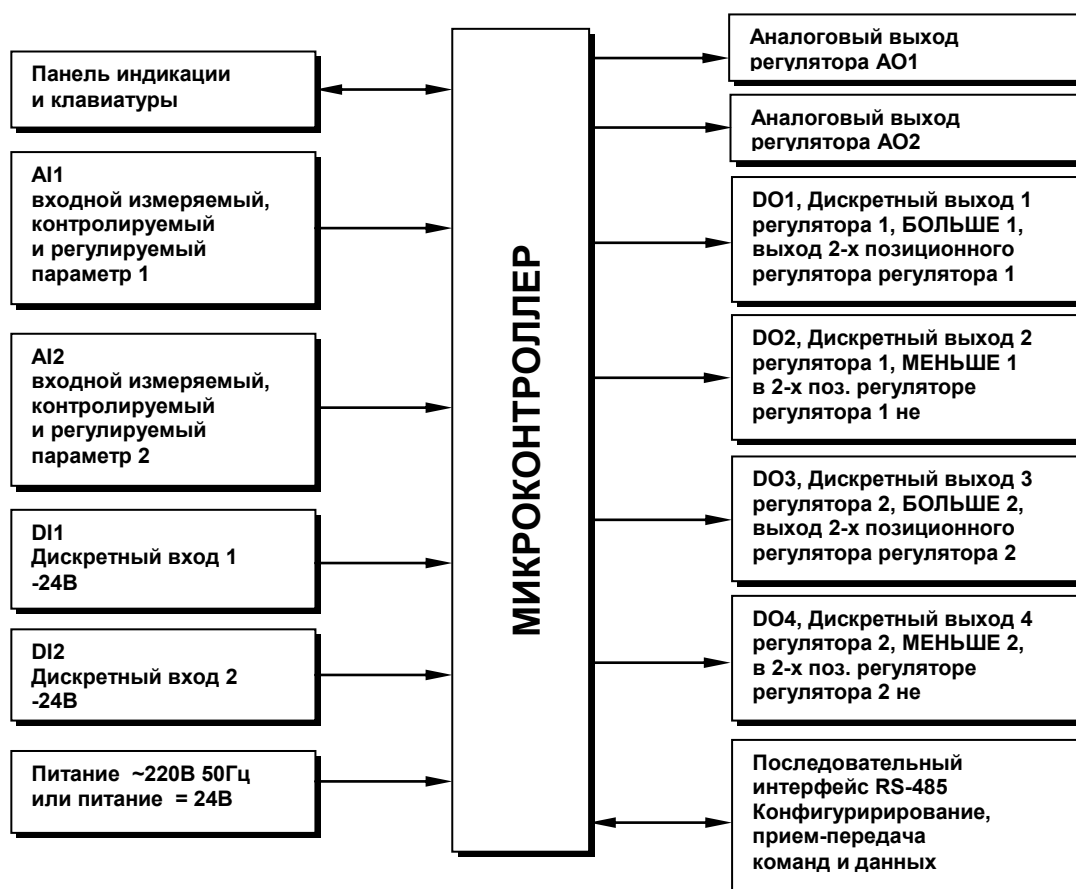 Панель индикации
и клавиатуры
AI1
входной измеряемый,
контролируемый
и регулируемый
параметр 1
AI2
входной измеряемый,
контролируемый
и регулируемый
параметр 2
DI1
Дискретный вход 1
-24В
DI2
Дискретный вход 2
-24В
Питание ~220В 50Гц
или питание = 24В
МИКРОКОНТРОЛЛЕР
Аналоговый выход
регулятора АО1
Аналоговый выход
регулятора АО2
DO1, Дискретный выход 1
регулятора 1, БОЛЬШЕ 1,
выход 2-х позиционного
регулятора регулятора 1
DO2, Дискретный выход 2
регулятора 1, МЕНЬШЕ 1
в 2-х поз. регуляторе
регулятора 1 не
DO3, Дискретный выход 3
регулятора 2, БОЛЬШЕ 2,
выход 2-х позиционного
регулятора регулятора 2
DO4, Дискретный выход 4
регулятора 2, МЕНЬШЕ 2,
в 2-х поз. регуляторе
регулятора 2 не
Последовательный
интерфейс RS-485
Конфигуририрование,
прием-передача
команд и данных